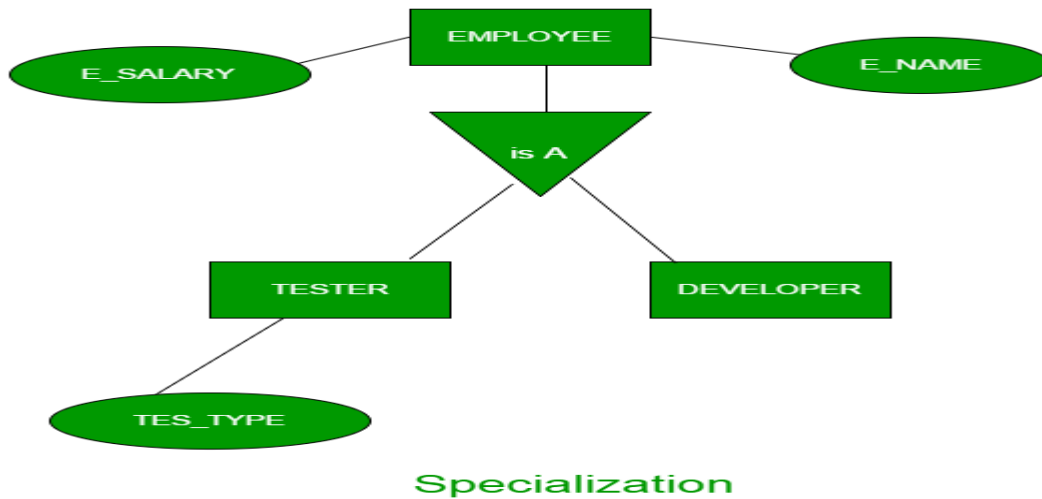 EMPLOYEE
E_SALARY
E_NAME
is A
TESTER
DEVELOPER
TES_TYPE
Specialization